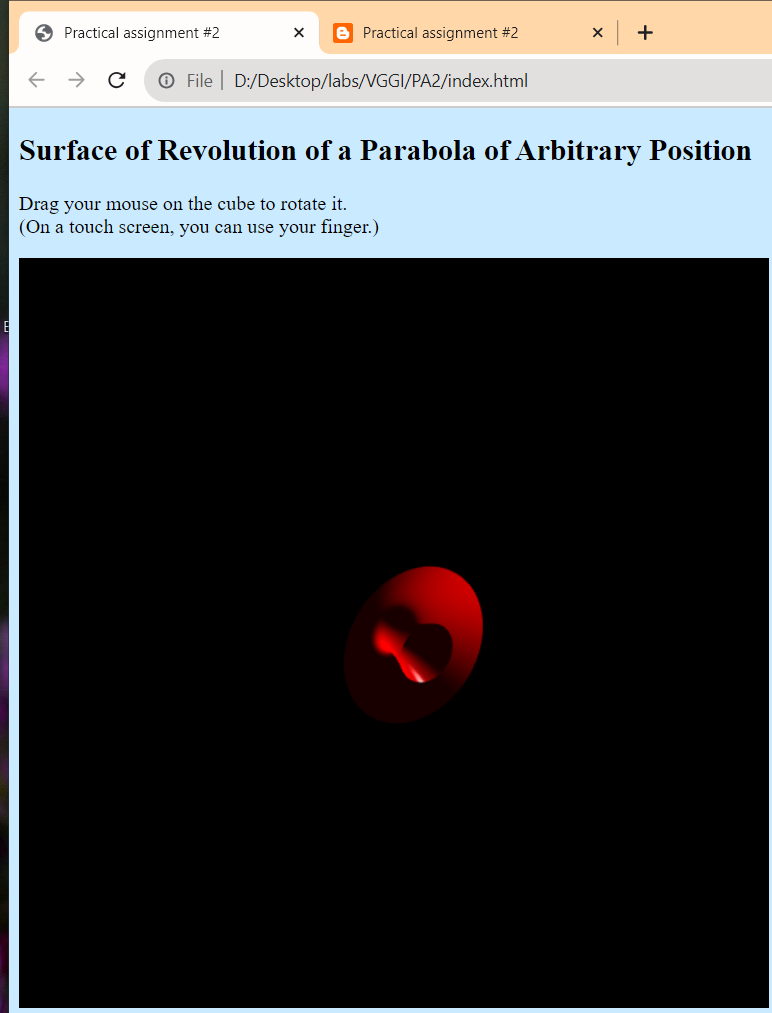 Practical assignment #2
Practical assignment #2
File
D:/Desktop/labs/VGGI/PA2/index.html
Surface of Revolution of a Parabola of Arbitrary Position
Drag your mouse on the cube to rotate it.
(On a touch screen, you can use your finger.)